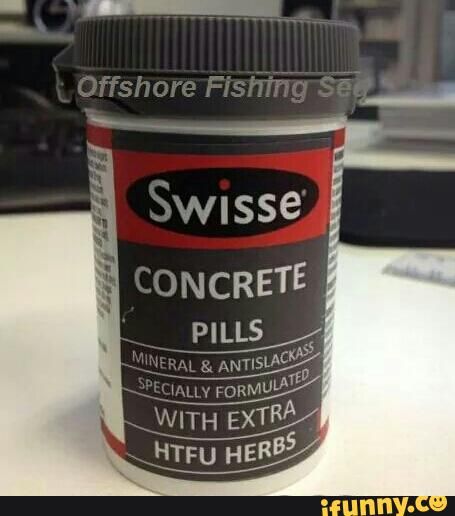 Offshore Fishing
Swisse
CONCRETE
PILLS
MINERAL & ANTISLACKASS
SPECIALLY FORMULATED
WITH EXTRA
HTFU HERBS
ifunny.co